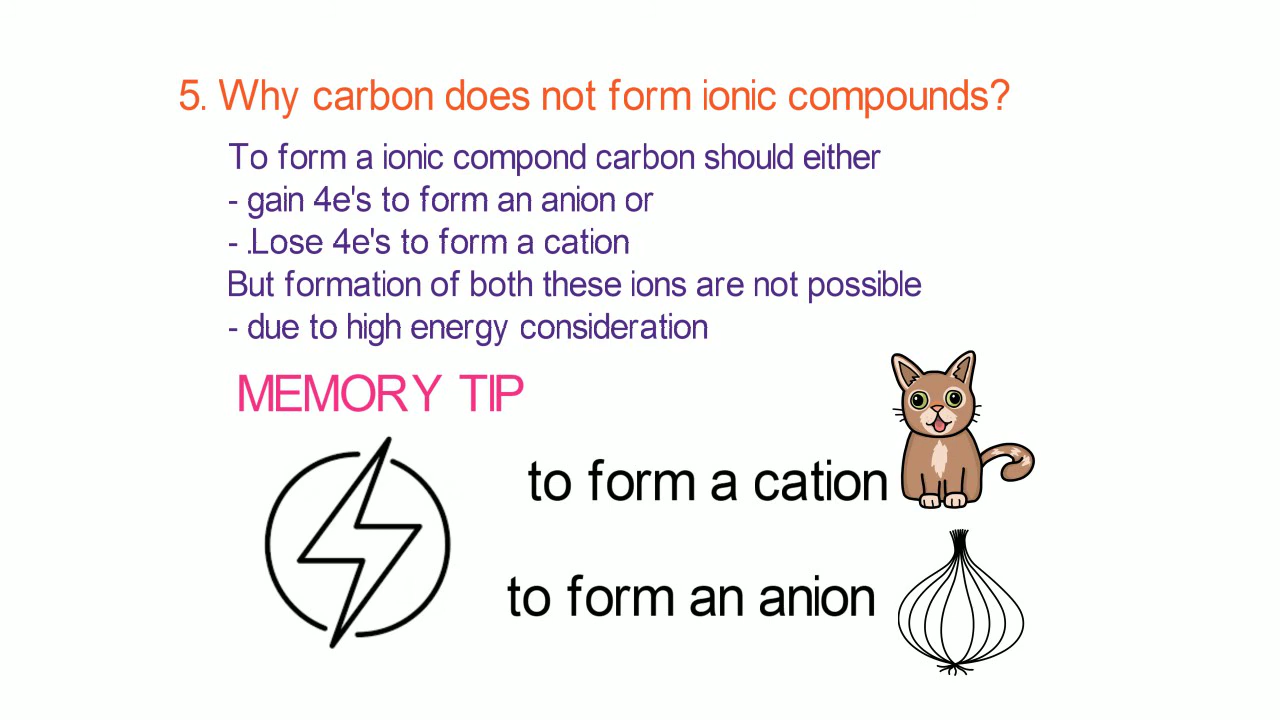 5. Why carbon does not form ionic compounds?
To form a ionic compond carbon should either
- gain 4e's to form an anion or
- .Lose 4e's to form a cation
But formation of both these ions are not possible
- due to high energy consideration
MEMORY TIP
to form a cation
to form an anion